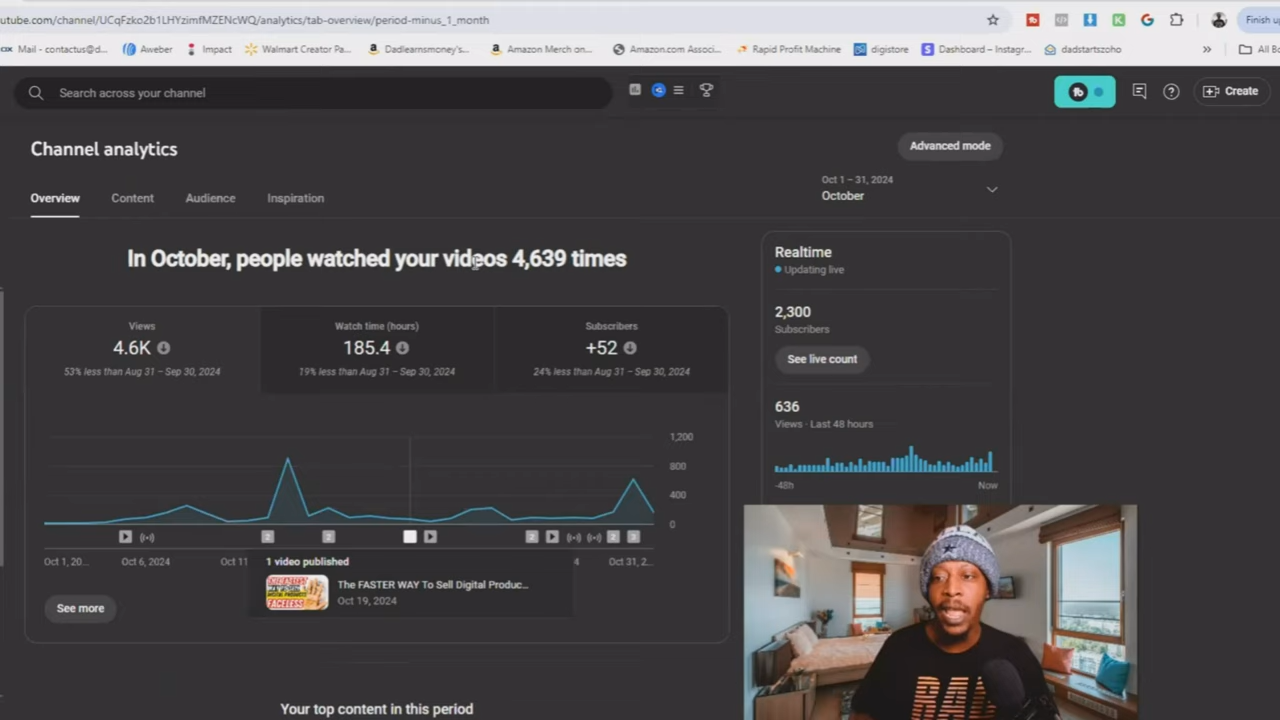 utube.com/channel/UCqFzko2b1LHYzimfMZENcWQ/analytics/tab-overview/period-minus_1_month
Finish u
Mail - contactus@d...
Aweber
Impact
Walmart Creator Pa...
Dadlearnsmoney's...
Amazon Merch on...
Amazon.com Associ...
Rapid Profit Machine
digistore
Dashboard – Instagr...
dadstartszoho
»
All Bo
Search across your channel
Create
Channel analytics
Advanced mode
Overview
Content
Audience
Inspiration
Oct 1 – 31, 2024
October
In October, people watched your videos 4,639 times
Views
4.6K
53% less than Aug 31 – Sep 30, 2024
Watch time (hours)
185.4
19% less than Aug 31 – Sep 30, 2024
Subscribers
+52
24% less than Aug 31 – Sep 30, 2024
1,200
800
400
0
2
2
2
2
3
Oct 1, 20...
Oct 6, 2024
Oct 11
4
Oct 31, 2...
1 video published
The FASTER WAY To Sell Digital Produc...
Oct 19, 2024
See more
Your top content in this period
Realtime
Updating live
2,300
Subscribers
See live count
636
Views · Last 48 hours
-48h
Now